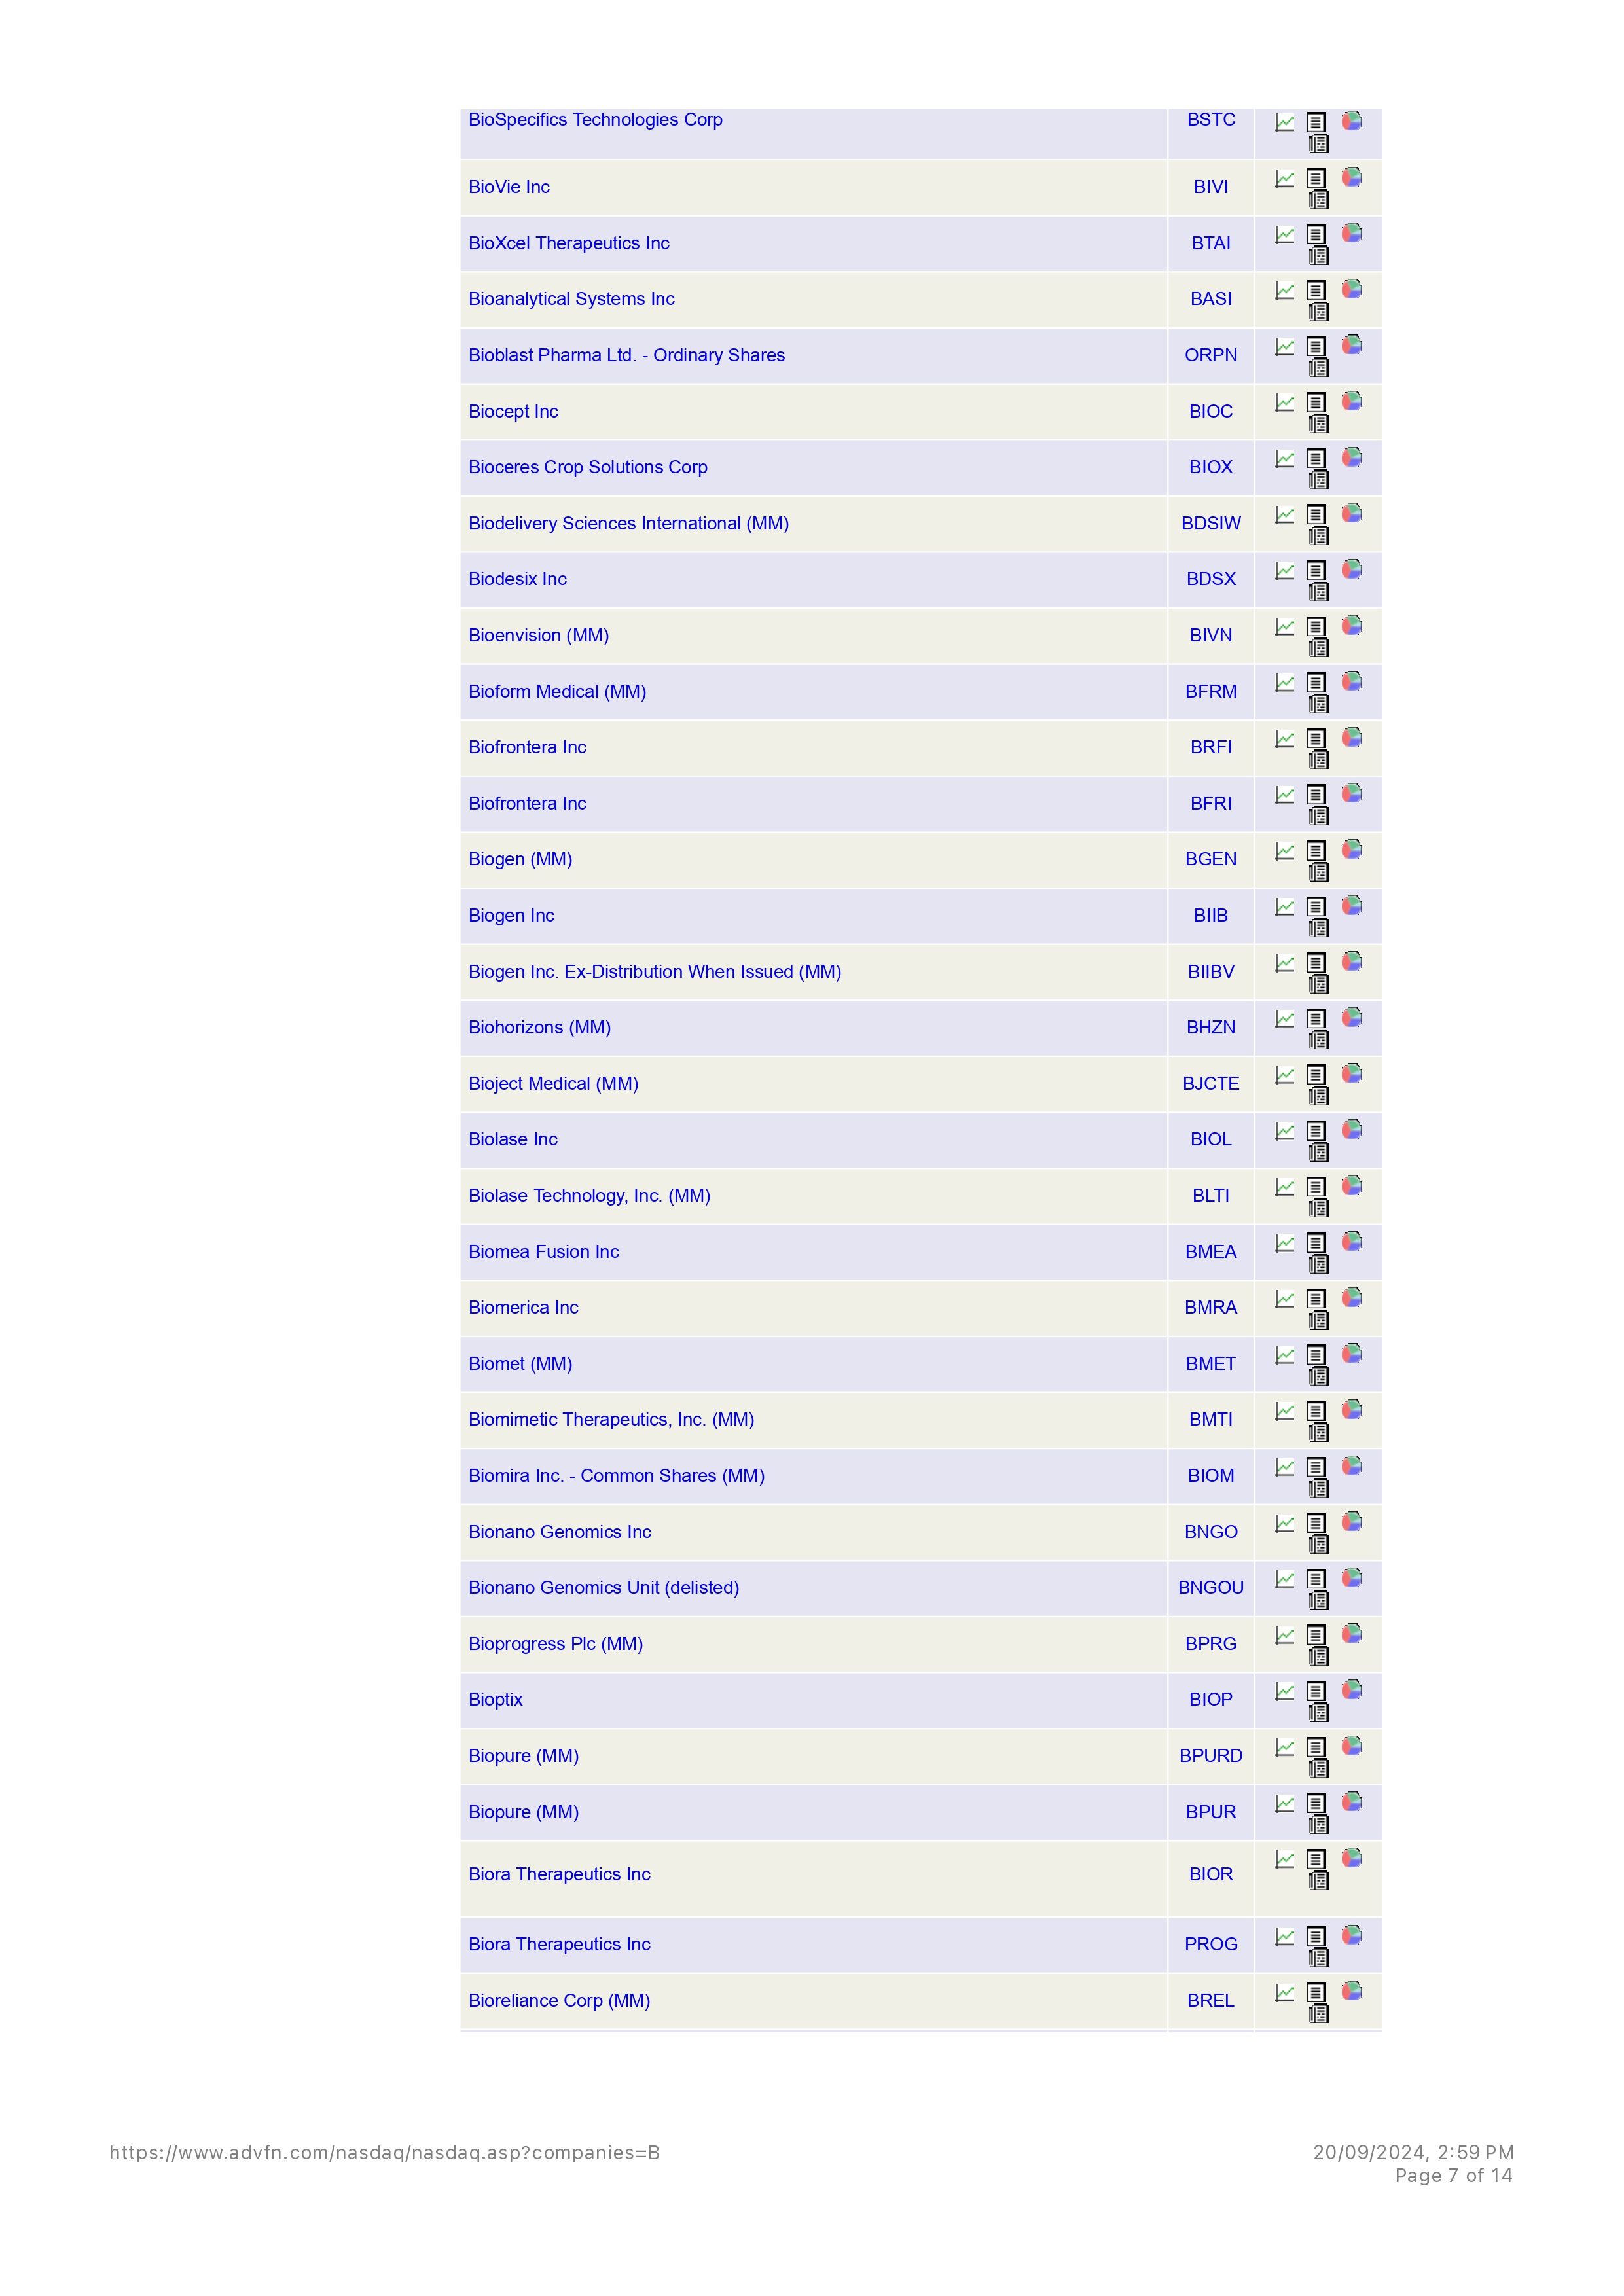 BioSpecifics Technologies Corp BSTC
BioVie Inc BIVI
BioXcel Therapeutics Inc BTAI
Bioanalytical Systems Inc BASI
Bioblast Pharma Ltd. - Ordinary Shares ORPN
Biocept Inc BIOC
Bioceres Crop Solutions Corp BIOX
Biodelivery Sciences International (MM) BDSIW
Biodesix Inc BDSX
Bioenvision (MM) BIVN
Bioform Medical (MM) BFRM
Biofrontera Inc BRFI
Biofrontera Inc BFRI
Biogen (MM) BGEN
Biogen Inc BIIB
Biogen Inc. Ex-Distribution When Issued (MM) BIIBV
Biohorizons (MM) BHZN
Bioject Medical (MM) BJCTE
Biolase Inc BIOL
Biolase Technology, Inc. (MM) BLTI
Biomea Fusion Inc BMEA
Biomerica Inc BMRA
Biomet (MM) BMET
Biomimetic Therapeutics, Inc. (MM) BMTI
Biomira Inc. - Common Shares (MM) BIOM
Bionano Genomics Inc BNGO
Bionano Genomics Unit (delisted) BNGOU
Bioprogress Plc (MM) BPRG
Bioptix BIOP
Biopure (MM) BPURD
Biopure (MM) BPUR
Biora Therapeutics Inc BIOR
Biora Therapeutics Inc PROG
Bioreliance Corp (MM) BREL
https://www.advfn.com/nasdaq/nasdaq.asp?companies=B 20/09/2024, 2:59 PM
Page 7 of 14